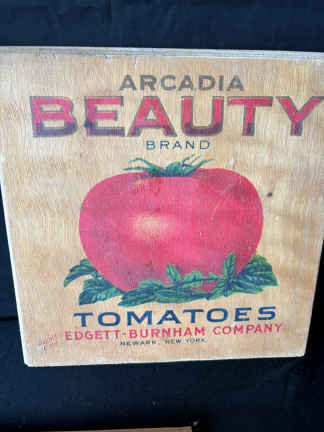 ARCADIA
BEAUTY
BRAND
TOMATOES
EDGETT-BURNHAM COMPANY
NEWARK, NEW YORK.